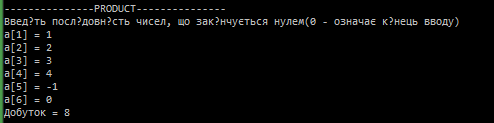 ---------------PRODUCT---------------
Введ?ть посл?довн?сть чисел, що зак?нчується нулем(0 - означає к?нець вводу)
a[1] = 1
a[2] = 2
a[3] = 3
a[4] = 4
a[5] = -1
a[6] = 0
Добуток = 8